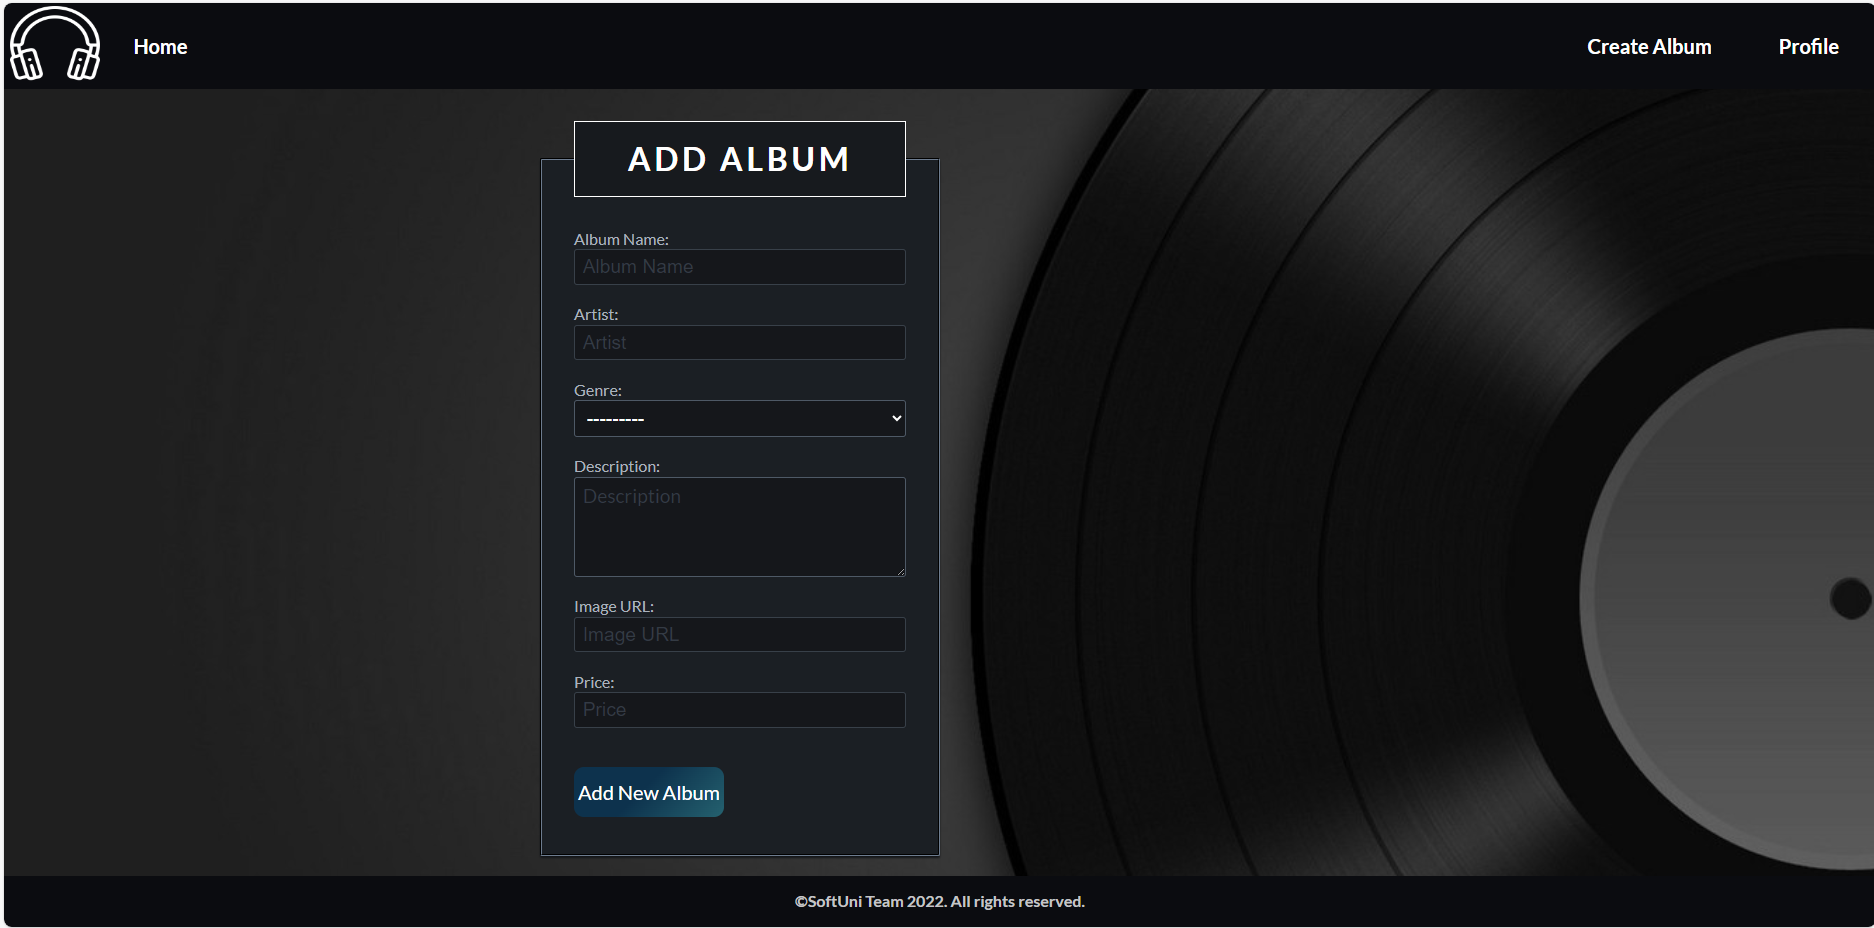 Home
Create Album
Profile
ADD ALBUM
Album Name:
Album Name
Artist:
Artist
Genre:
---------
Description:
Description
Image URL:
Image URL
Price:
Price
Add New Album
©SoftUni Team 2022. All rights reserved.